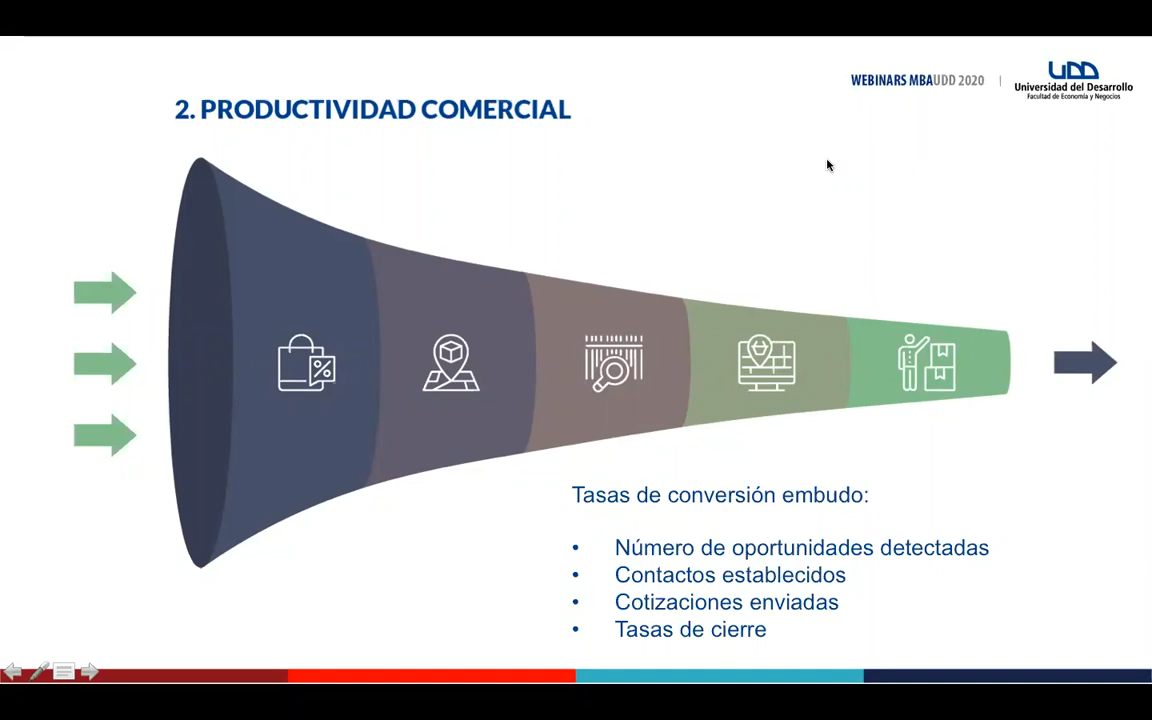 WEBINARS MBAUDD 2020 |
UDD
Universidad del Desarrollo
Facultad de Economía y Negocios
2. PRODUCTIVIDAD COMERCIAL
%
Tasas de conversión embudo:
• Número de oportunidades detectadas
• Contactos establecidos
• Cotizaciones enviadas
• Tasas de cierre